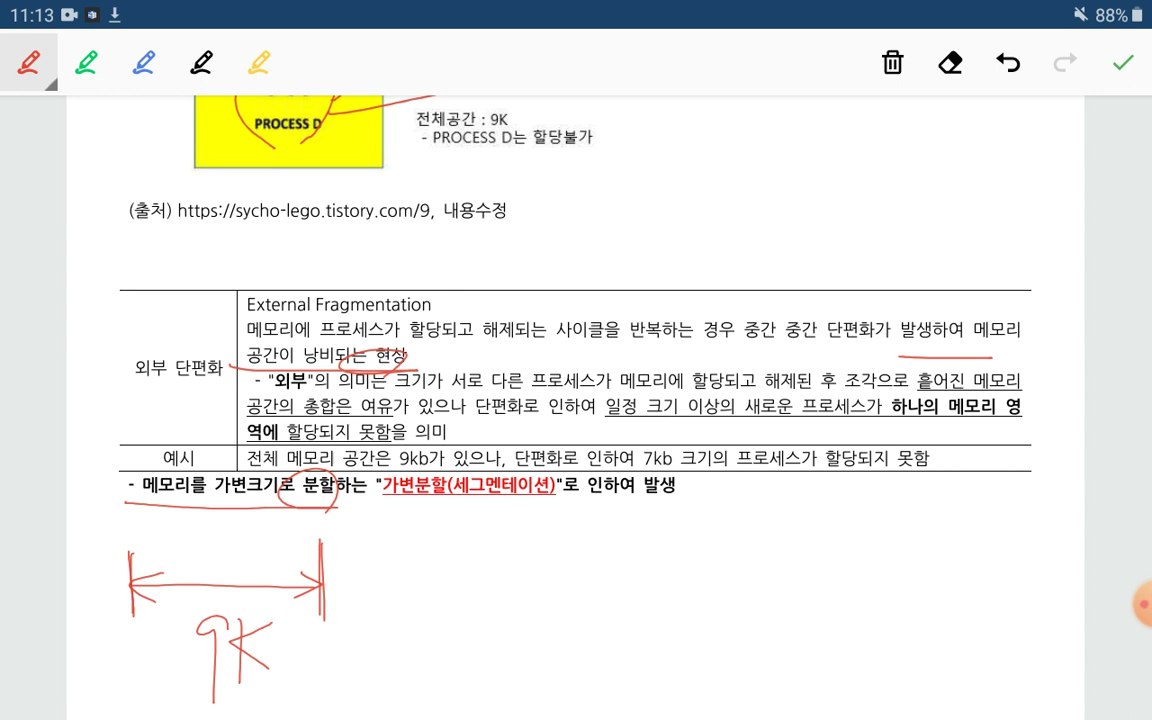 11:13
88%
PROCESS D
전체공간 : 9K
- PROCESS D는 할당불가
(출처) https://sycho-lego.tistory.com/9, 내용수정
External Fragmentation
메모리에 프로세스가 할당되고 해제되는 사이클을 반복하는 경우 중간 중간 단편화가 발생하여 메모리
공간이 낭비되는 현상
외부 단편화
- "외부"의 의미는 크기가 서로 다른 프로세스가 메모리에 할당되고 해제된 후 조각으로 흩어진 메모리
공간의 총합은 여유가 있으나 단편화로 인하여 일정 크기 이상의 새로운 프로세스가 하나의 메모리 영
역에 할당되지 못함을 의미
예시
전체 메모리 공간은 9kb가 있으나, 단편화로 인하여 7kb 크기의 프로세스가 할당되지 못함
- 메모리를 가변크기로 분할하는 "가변분할(세그멘테이션)"로 인하여 발생
9K